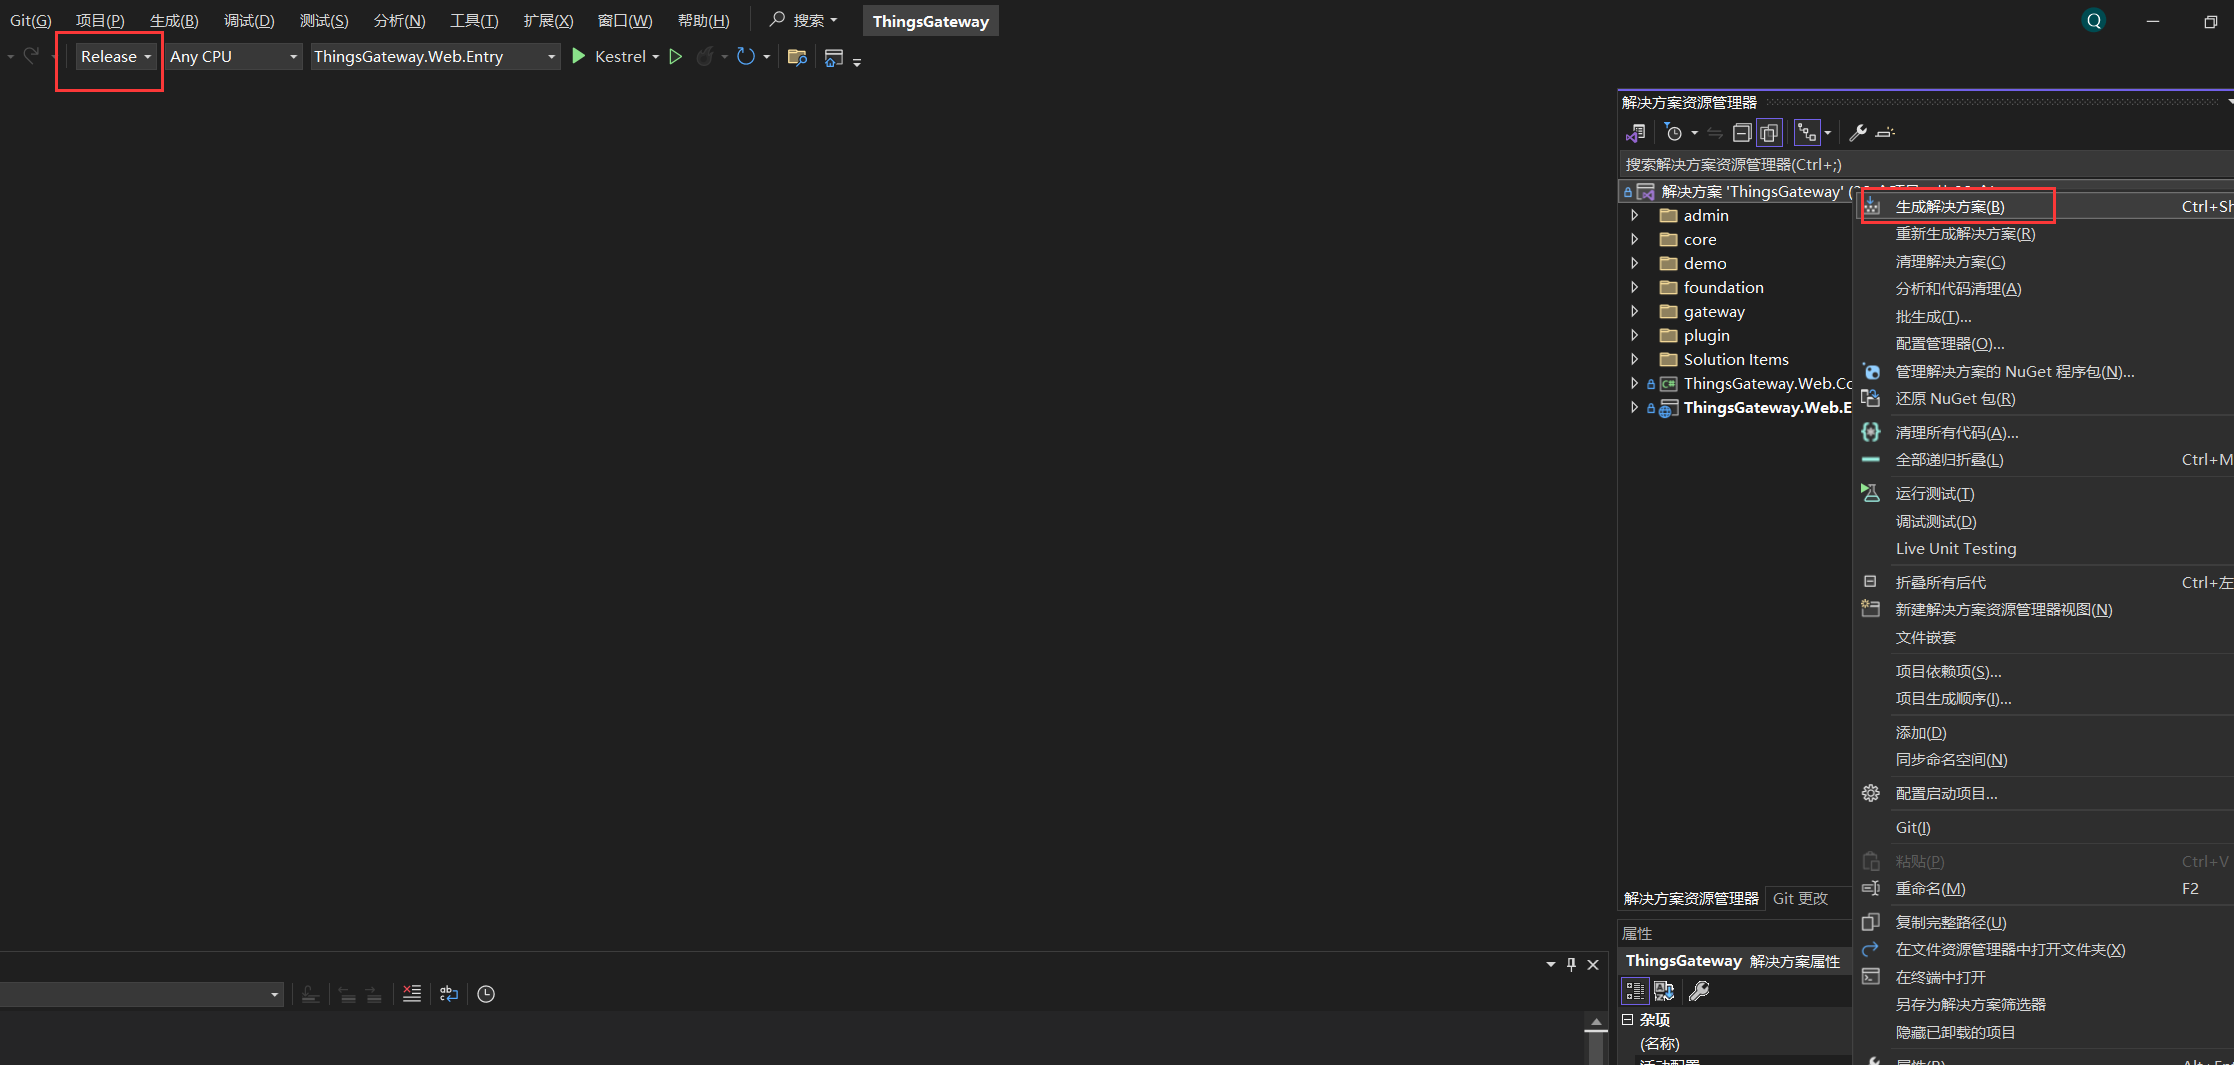 Git(G) 项目(P) 生成(B) 调试(D) 测试(S) 分析(N) 工具(T) 扩展(X) 窗口(W) 帮助(H) 搜索 ThingsGateway Q
Release Any CPU ThingsGateway.Web.Entry Kestrel
解决方案资源管理器
搜索解决方案资源管理器(Ctrl+;)
解决方案 'ThingsGateway' (
admin
core
demo
foundation
gateway
plugin
Solution Items
ThingsGateway.Web.Co
ThingsGateway.Web.E
生成解决方案(B) Ctrl+Sh
重新生成解决方案(R)
清理解决方案(C)
分析和代码清理(A)
批生成(T)...
配置管理器(O)...
管理解决方案的 NuGet 程序包(N)...
还原 NuGet 包(R)
清理所有代码(A)...
全部递归折叠(L) Ctrl+M
运行测试(T)
调试测试(D)
Live Unit Testing
折叠所有后代 Ctrl+左
新建解决方案资源管理器视图(N)
文件嵌套
项目依赖项(S)...
项目生成顺序(I)...
添加(D)
同步命名空间(N)
配置启动项目...
Git(I)
粘贴(P) Ctrl+V
重命名(M) F2
复制完整路径(U)
在文件资源管理器中打开文件夹(X)
在终端中打开
另存为解决方案筛选器
隐藏已卸载的项目
解决方案资源管理器 Git 更改
属性
ThingsGateway 解决方案属性
杂项
(名称)